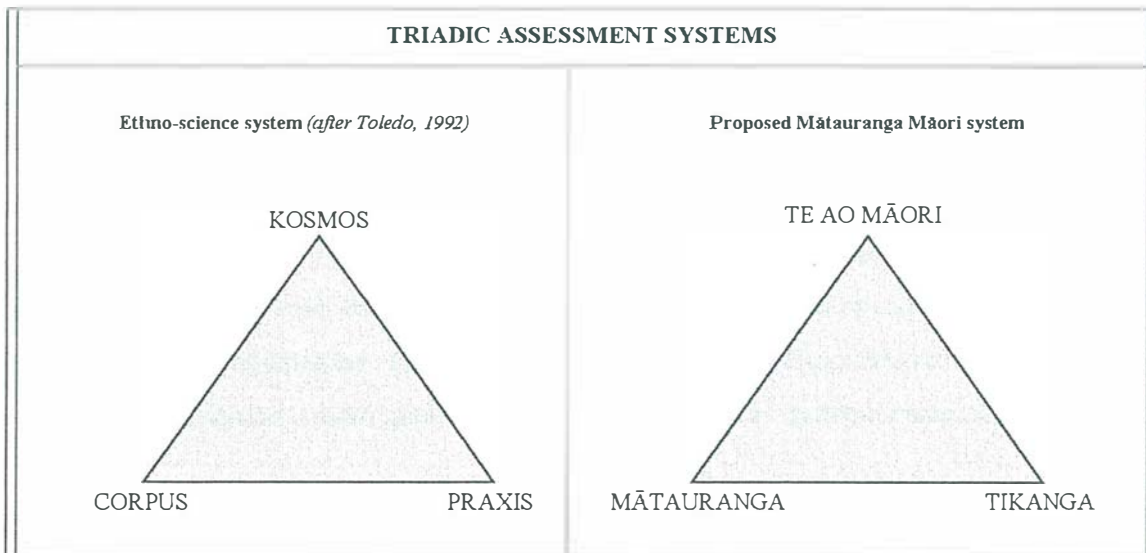 TRIADIC ASSESSMENT SYSTEMS
Ethno-science system (after Toledo, 1992)
Proposed Mātauranga Māori system
KOSMOS
CORPUS
PRAXIS
TE AO MĀORI
MĀTAURANGA
TIKANGA